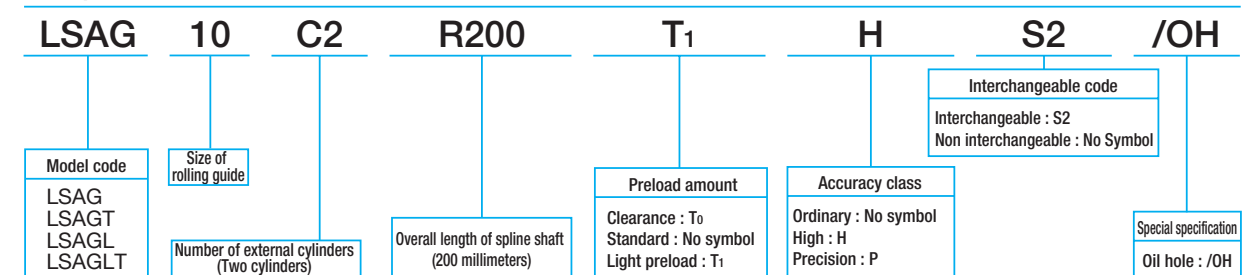 LSAG 10 C2 R200 T1 H S2 /OH
Interchangeable code
Interchangeable : S2
Non interchangeable : No Symbol
Model code
LSAG
LSAGT
LSAGL
LSAGLT
Size of
rolling guide
Number of external cylinders
(Two cylinders)
Overall length of spline shaft
(200 millimeters)
Preload amount
Clearance : T0
Standard : No symbol
Light preload : T1
Accuracy class
Ordinary : No symbol
High : H
Precision : P
Special specification
Oil hole : /OH